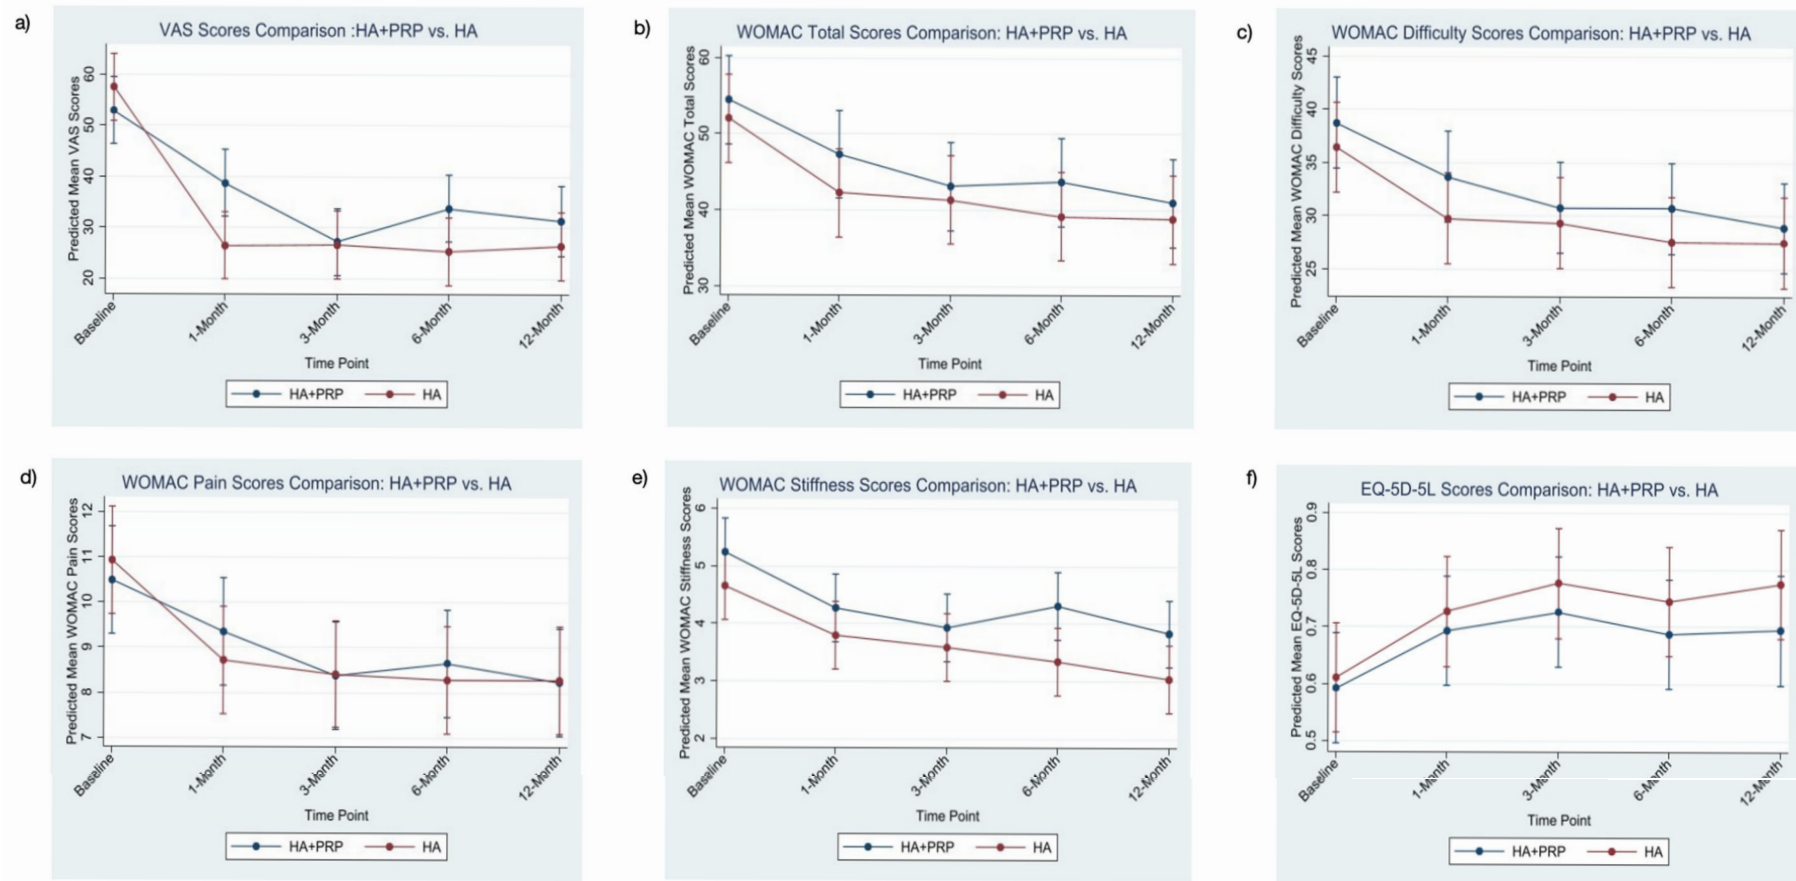 a)
VAS Scores Comparison :HA+PRP vs. HA
Predicted Mean VAS Scores
60
50
40
30
20
Baseline
1-Month
3-Month
6-Month
12-Month
Time Point
HA+PRP
HA
b)
WOMAC Total Scores Comparison: HA+PRP vs. HA
Predicted Mean WOMAC Total Scores
60
50
40
30
Baseline
1-Month
3-Month
6-Month
12-Month
Time Point
HA+PRP
HA
c)
WOMAC Difficulty Scores Comparison: HA+PRP vs. HA
Predicted Mean WOMAC Difficulty Scores
45
40
35
30
25
Baseline
1-Month
3-Month
6-Month
12-Month
Time Point
HA+PRP
HA
d)
WOMAC Pain Scores Comparison: HA+PRP vs. HA
Predicted Mean WOMAC Pain Scores
12
11
10
9
8
7
Baseline
1-Month
3-Month
6-Month
12-Month
Time Point
HA+PRP
HA
e)
WOMAC Stiffness Scores Comparison: HA+PRP vs. HA
Predicted Mean WOMAC Stiffness Scores
6
5
4
3
2
Baseline
1-Month
3-Month
6-Month
12-Month
Time Point
HA+PRP
HA
f)
EQ-5D-5L Scores Comparison: HA+PRP vs. HA
Predicted Mean EQ-5D-5L Scores
0.9
0.8
0.7
0.6
0.5
Baseline
1-Month
3-Month
6-Month
12-Month
Time Point
HA+PRP
HA